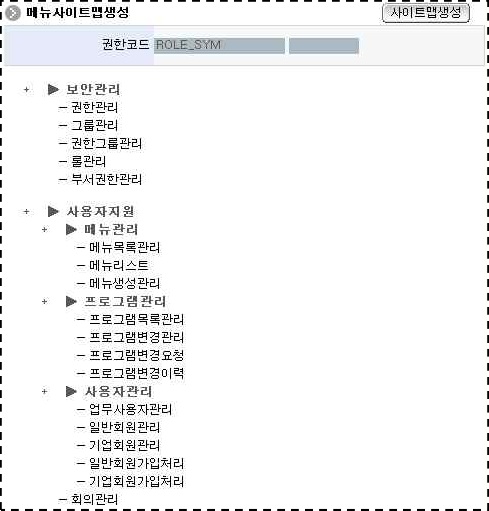 메뉴사이트맵생성 사이트맵생성
권한코드 ROLE_SYM
+ ▶ 보안관리
─ 권한관리
─ 그룹관리
─ 권한그룹관리
─ 롤관리
─ 부서권한관리
+ ▶ 사용자지원
+ ▶ 메뉴관리
─ 메뉴목록관리
─ 메뉴리스트
─ 메뉴생성관리
+ ▶ 프로그램관리
─ 프로그램목록관리
─ 프로그램변경관리
─ 프로그램변경요청
─ 프로그램변경이력
+ ▶ 사용자관리
─ 업무사용자관리
─ 일반회원관리
─ 기업회원관리
─ 일반회원가입처리
─ 기업회원가입처리
─ 회의관리